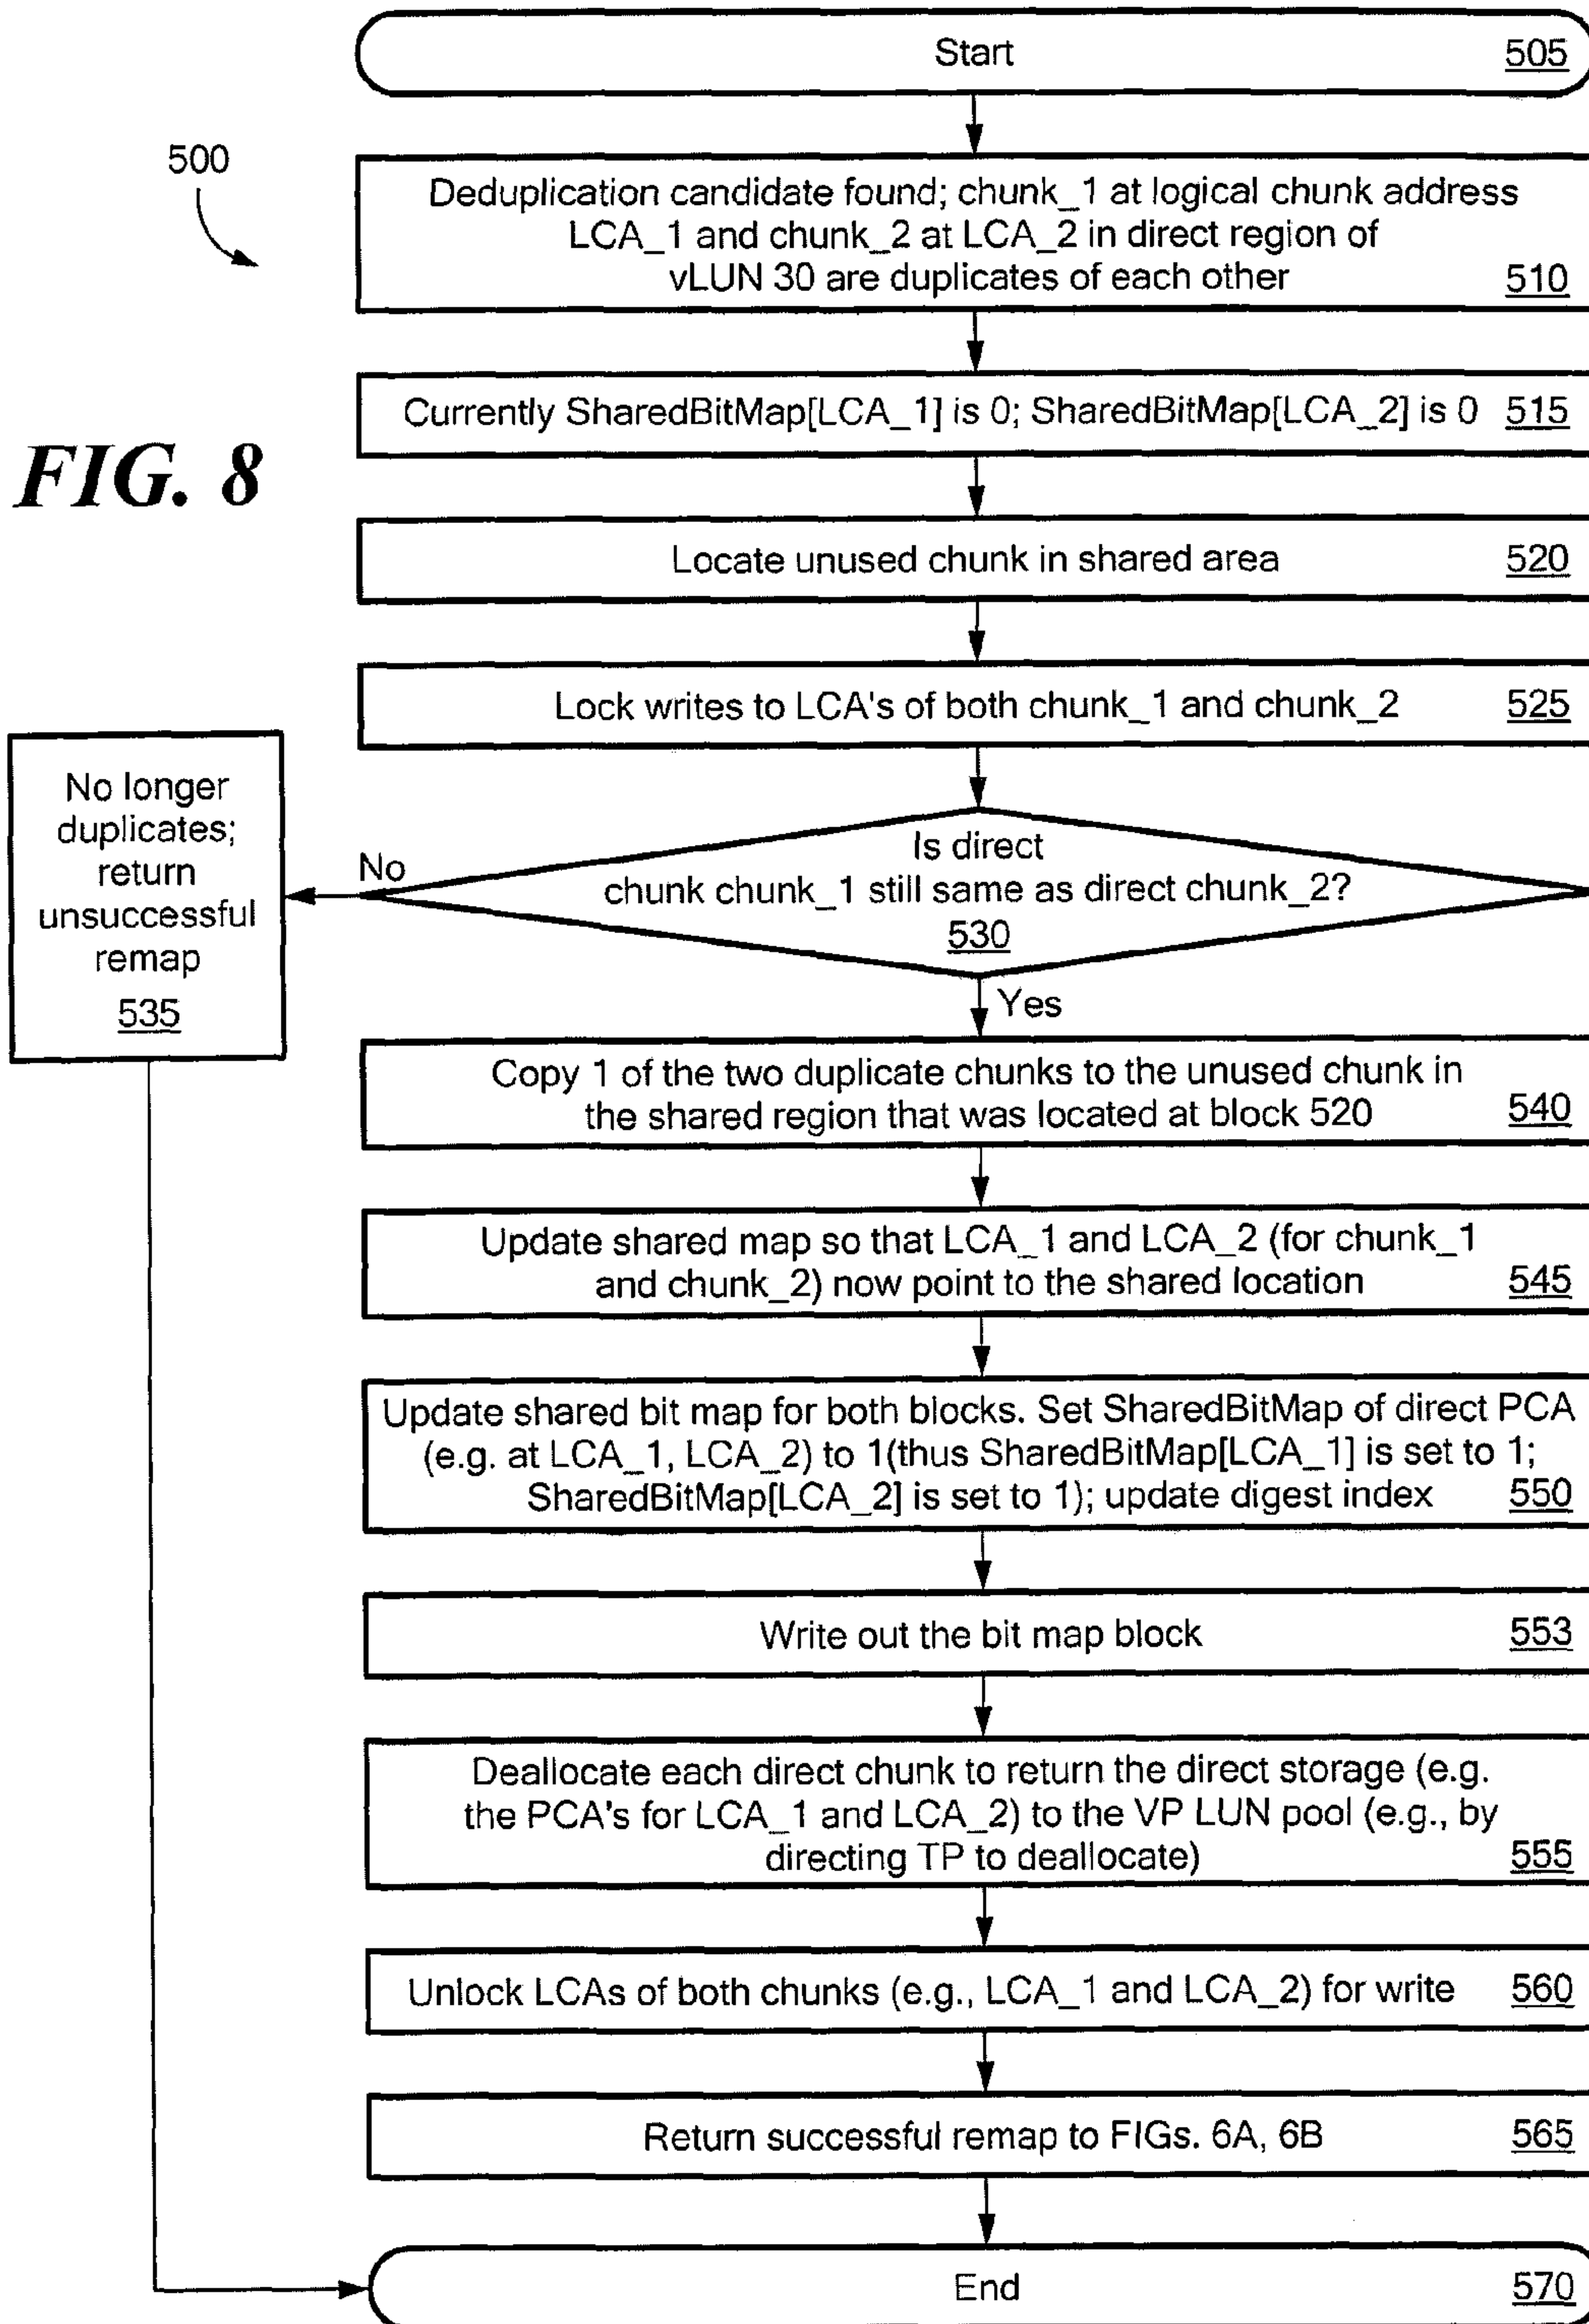 Start 505
500
Deduplication candidate found; chunk_1 at logical chunk address
LCA_1 and chunk_2 at LCA_2 in direct region of
vLUN 30 are duplicates of each other 510
Currently SharedBitMap[LCA_1] is 0; SharedBitMap[LCA_2] is 0 515
FIG. 8
Locate unused chunk in shared area 520
Lock writes to LCA's of both chunk_1 and chunk_2 525
No longer
duplicates;
return
unsuccessful
remap
535
No
Is direct
chunk chunk_1 still same as direct chunk_2?
530
Yes
Copy 1 of the two duplicate chunks to the unused chunk in
the shared region that was located at block 520 540
Update shared map so that LCA_1 and LCA_2 (for chunk_1
and chunk_2) now point to the shared location 545
Update shared bit map for both blocks. Set SharedBitMap of direct PCA
(e.g. at LCA_1, LCA_2) to 1(thus SharedBitMap[LCA_1] is set to 1;
SharedBitMap[LCA_2] is set to 1); update digest index 550
Write out the bit map block 553
Deallocate each direct chunk to return the direct storage (e.g.
the PCA's for LCA_1 and LCA_2) to the VP LUN pool (e.g., by
directing TP to deallocate) 555
Unlock LCAs of both chunks (e.g., LCA_1 and LCA_2) for write 560
Return successful remap to FIGs. 6A, 6B 565
End 570